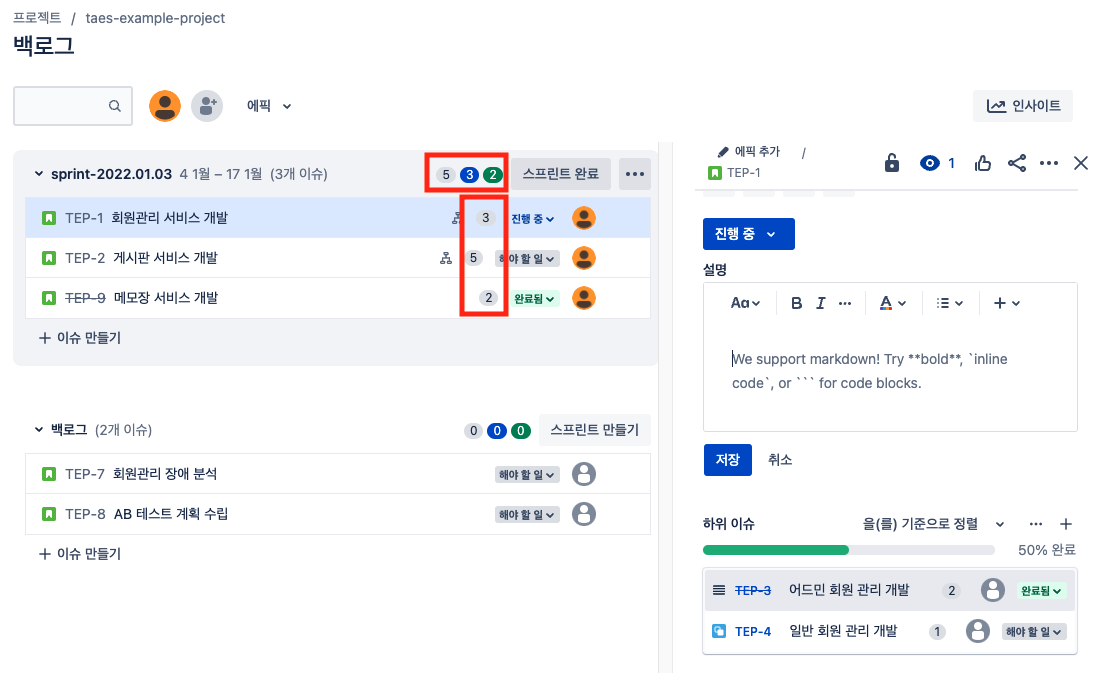 프로젝트 / taes-example-project
백로그
에픽
인사이트
sprint-2022.01.03 4 1월 – 17 1월 (3개 이슈) 5 3 2 스프린트 완료 •••
TEP-1 회원관리 서비스 개발 3 진행 중
TEP-2 게시판 서비스 개발 5 해야 할 일
TEP-9 메모장 서비스 개발 2 완료됨
+ 이슈 만들기
백로그 (2개 이슈) 0 0 0 스프린트 만들기
TEP-7 회원관리 장애 분석 해야 할 일
TEP-8 AB 테스트 계획 수립 해야 할 일
+ 이슈 만들기
에픽 추가 /
TEP-1
1
진행 중
설명
Aa B I ••• A +
We support markdown! Try **bold**, `inline
code`, or ``` for code blocks.
저장 취소
하위 이슈 을(를) 기준으로 정렬 ••• +
50% 완료
TEP-3 어드민 회원 관리 개발 2 완료됨
TEP-4 일반 회원 관리 개발 1 해야 할 일